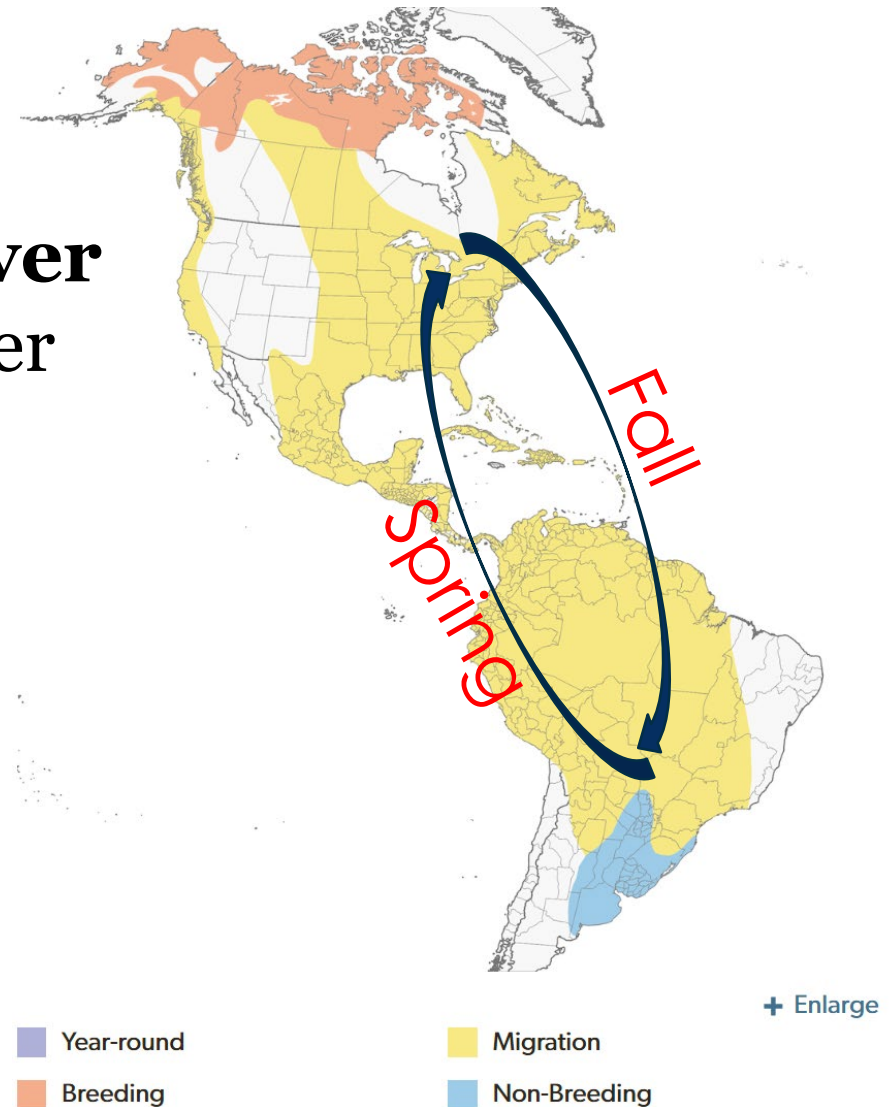 ver
er
Fall
Spring
+ Enlarge
Year-round
Migration
Breeding
Non-Breeding